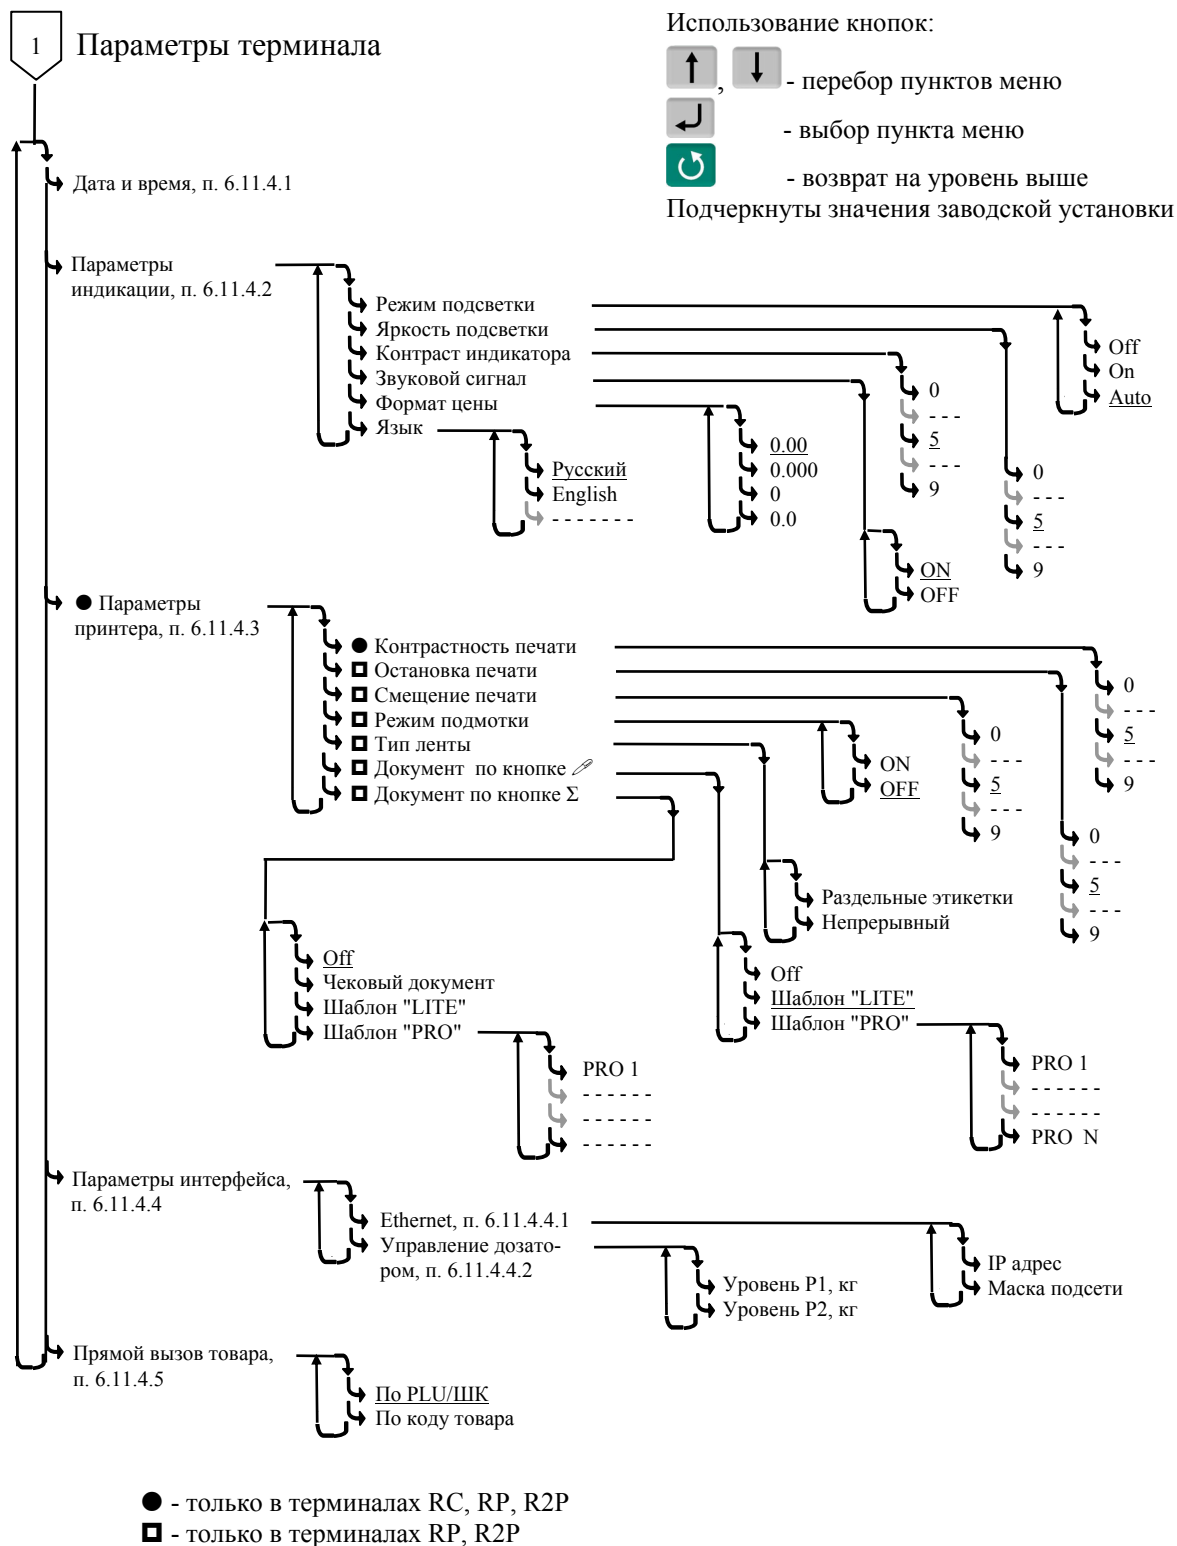 1
Параметры терминала
Использование кнопок:
, - перебор пунктов меню
- выбор пункта меню
- возврат на уровень выше
Подчеркнуты значения заводской установки
Дата и время, п. 6.11.4.1
Параметры
индикации, п. 6.11.4.2
Режим подсветки
Яркость подсветки
Контраст индикатора
Звуковой сигнал
Формат цены
Язык
Off
On
Auto
0
- - -
5
- - -
9
0
- - -
5
- - -
9
0.00
0.000
0
0.0
Русский
English
- - - - - - -
ON
OFF
● Параметры
принтера, п. 6.11.4.3
● Контрастность печати
Остановка печати
Смещение печати
Режим подмотки
Тип ленты
Документ по кнопке
Документ по кнопке Σ
0
- - -
5
- - -
9
0
- - -
5
- - -
9
0
- - -
5
- - -
9
ON
OFF
Раздельные этикетки
Непрерывный
Off
Чековый документ
Шаблон "LITE"
Шаблон "PRO"
PRO 1
- - - - - -
- - - - - -
- - - - - -
Off
Шаблон "LITE"
Шаблон "PRO"
PRO 1
- - - - - -
- - - - - -
PRO N
Параметры интерфейса,
п. 6.11.4.4
Ethernet, п. 6.11.4.4.1
Управление дозато-
ром, п. 6.11.4.4.2
IP адрес
Маска подсети
Уровень P1, кг
Уровень P2, кг
Прямой вызов товара,
п. 6.11.4.5
По PLU/ШК
По коду товара
● - только в терминалах RC, RP, R2P
- только в терминалах RP, R2P